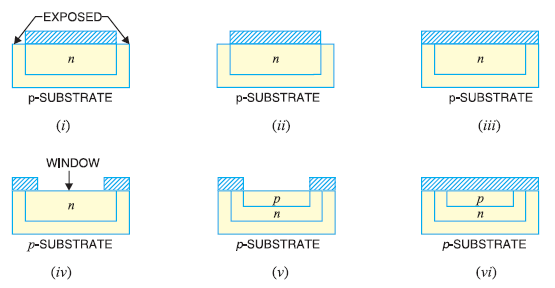 EXPOSED
n
p-SUBSTRATE
(i)
n
p-SUBSTRATE
(ii)
n
p-SUBSTRATE
(iii)
WINDOW
n
p-SUBSTRATE
(iv)
p
n
p-SUBSTRATE
(v)
p
n
p-SUBSTRATE
(vi)